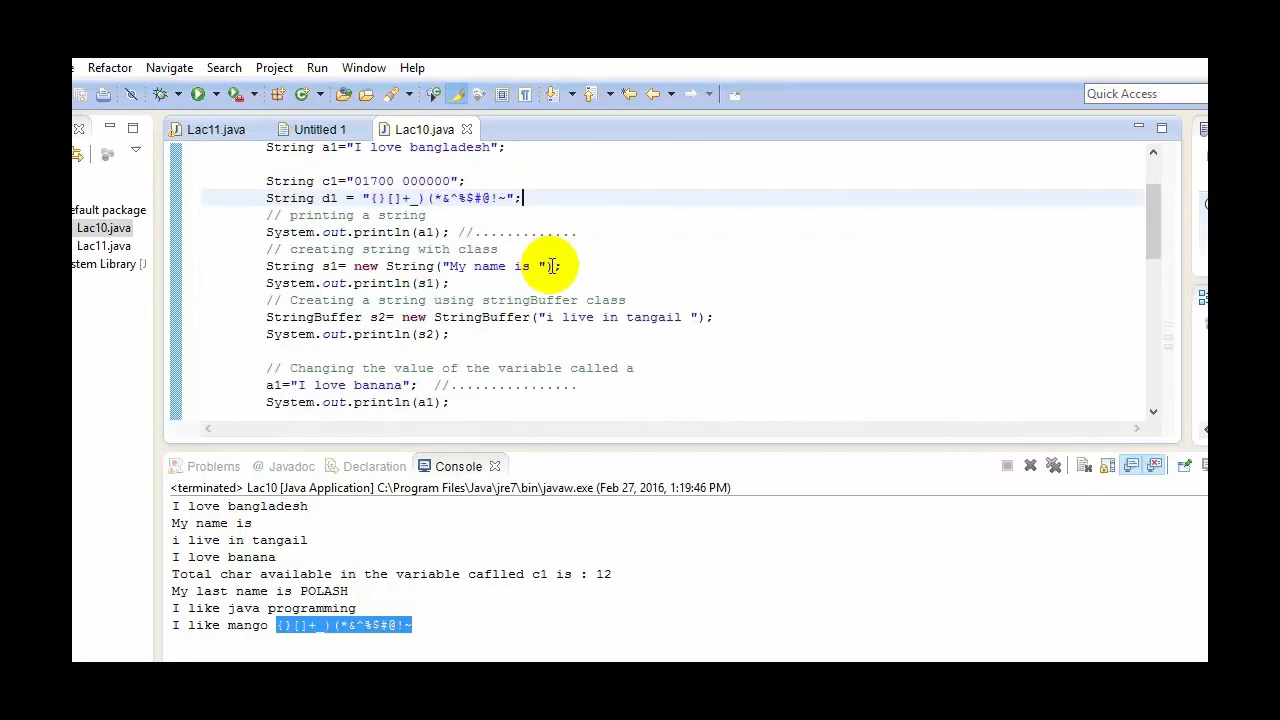 Refactor Navigate Search Project Run Window Help
Quick Access
Lac11.java Untitled 1 Lac10.java
String a1="I love bangladesh";
String c1="01700 000000";
String d1 = "{}[]+_)(*&^%$#@!~";
// printing a string
System.out.println(a1); //.............
// creating string with class
String s1= new String("My name is ");
System.out.println(s1);
// Creating a string using stringBuffer class
StringBuffer s2= new StringBuffer("i live in tangail ");
System.out.println(s2);
// Changing the value of the variable called a
a1="I love banana"; //................
System.out.println(a1);
efault package
Lac10.java
Lac11.java
stem Library [J
Problems @ Javadoc Declaration Console
<terminated> Lac10 [Java Application] C:\Program Files\Java\jre7\bin\javaw.exe (Feb 27, 2016, 1:19:46 PM)
I love bangladesh
My name is
i live in tangail
I love banana
Total char available in the variable caflled c1 is : 12
My last name is POLASH
I like java programming
I like mango {}[]+_)(*&^%$#@!~